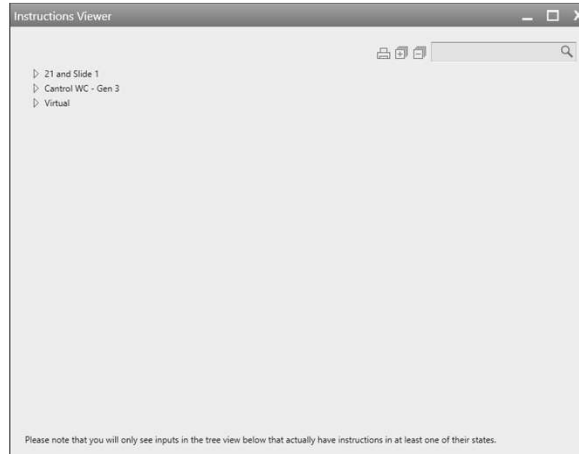 Instructions Viewer
21 and Slide 1
Cantrol WC - Gen 3
Virtual
Please note that you will only see inputs in the tree view below that actually have instructions in at least one of their states.